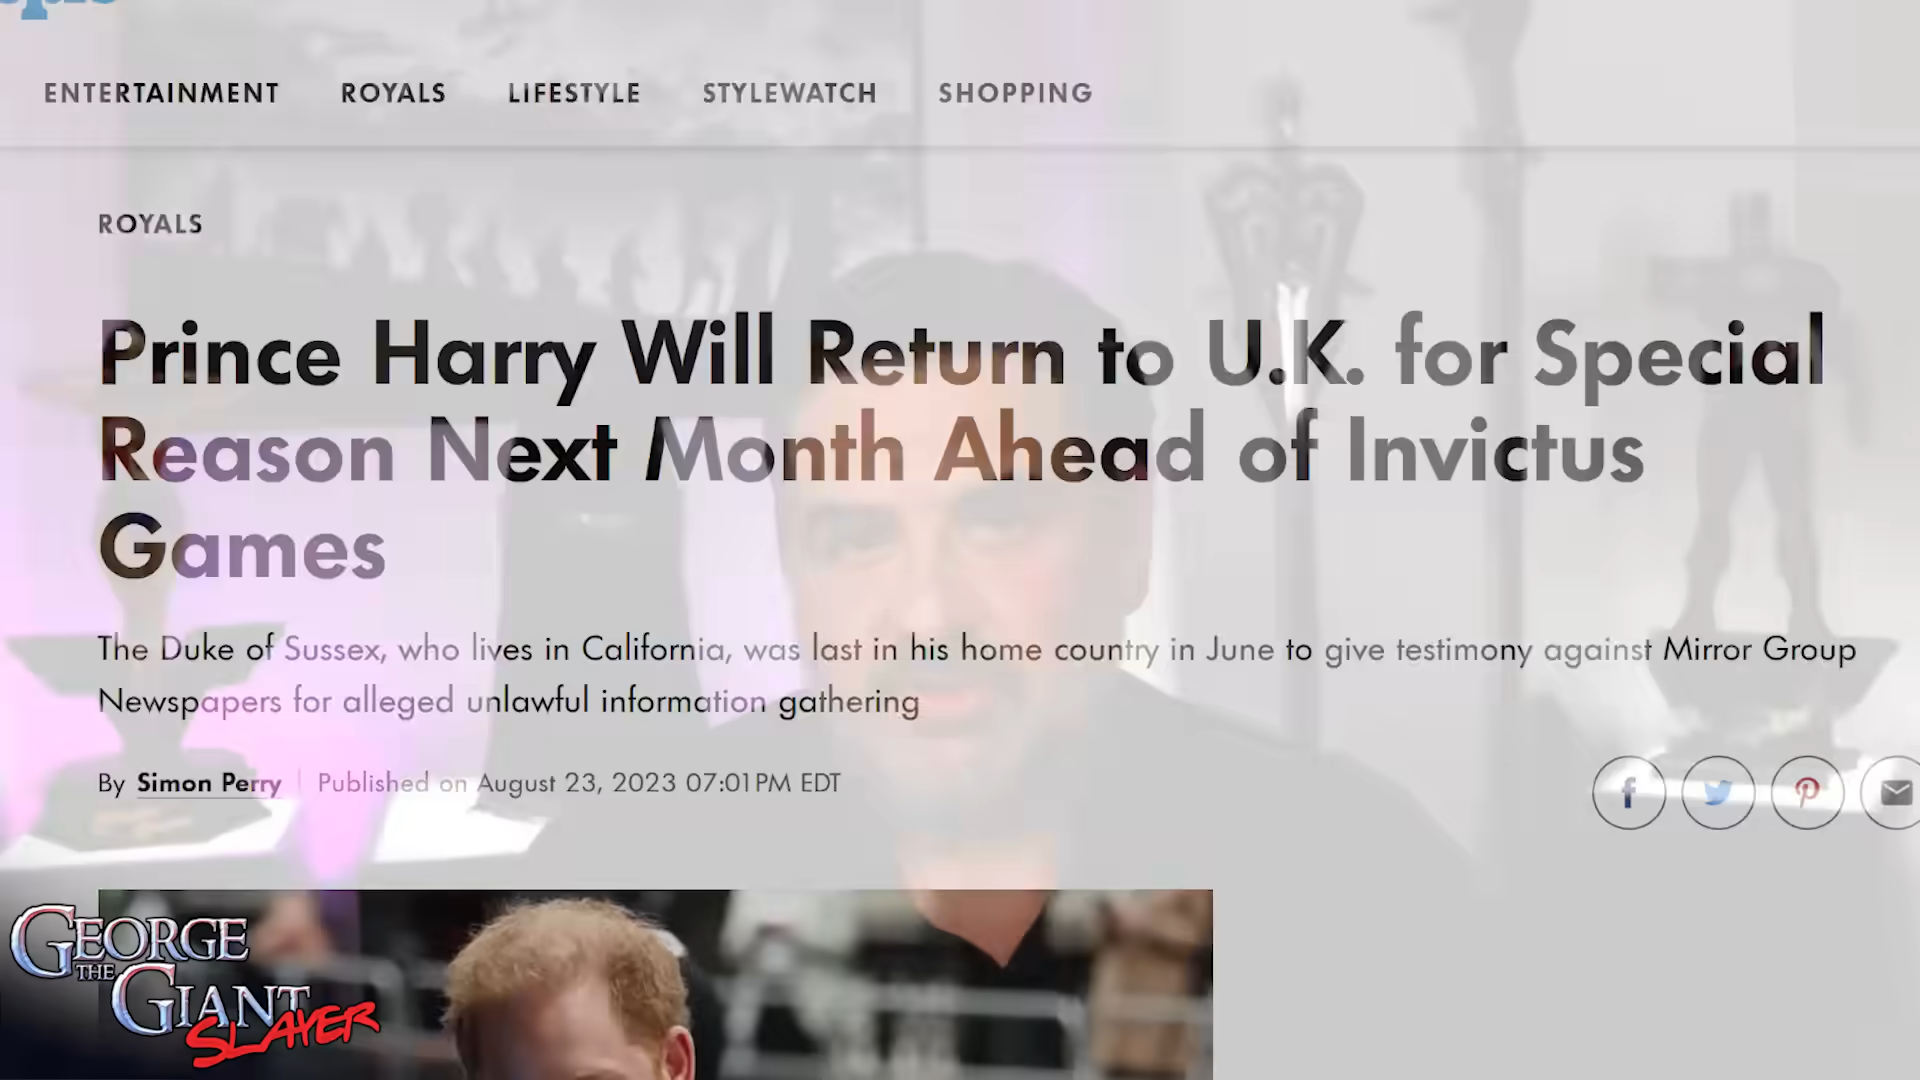 ENTERTAINMENT ROYALS LIFESTYLE STYLEWATCH SHOPPING
ROYALS
Prince Harry Will Return to U.K. for Special
Reason Next Month Ahead of Invictus
Games
The Duke of Sussex, who lives in California, was last in his home country in June to give testimony against Mirror Group
Newspapers for alleged unlawful information gathering
By Simon Perry | Published on August 23, 2023 07:01PM EDT
GEORGE
THE
GIANT
SLAYER